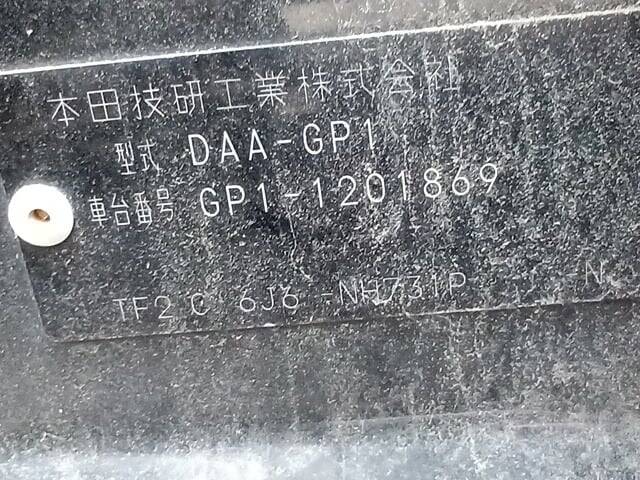 本田技研工業株式会社
型式 DAA-GP1
車台番号 GP1-1201869
TF2 C 6J6 -NH731P -N